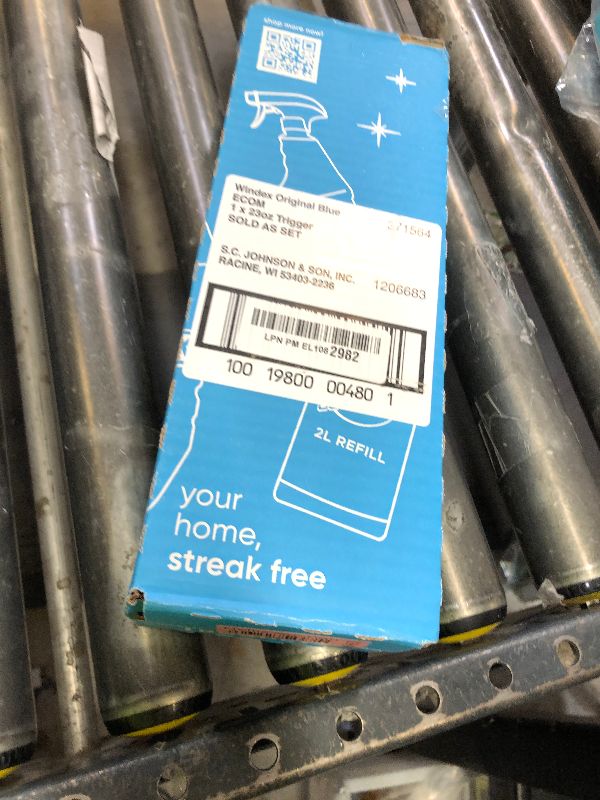 shop more now!
Windex Original Blue
ECOM
1 x 23oz Trigger
SOLD AS SET
271564
S.C. JOHNSON & SON, INC.
RACINE, WI 53403-2236
1206683
LPN PM EL108 2982
100 19800 00480 1
2L REFILL
your
home,
streak free